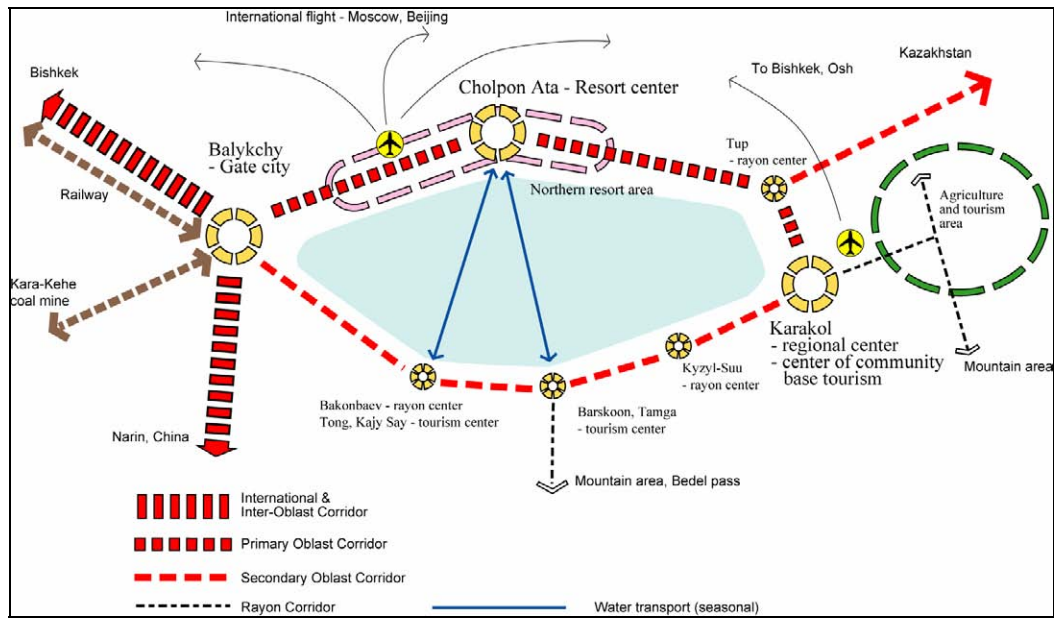 International flight - Moscow, Beijing
Bishkek
Kazakhstan
To Bishkek, Osh
Cholpon Ata - Resort center
Balykchy
- Gate city
Tup
- rayon center
Railway
Northern resort area
Agriculture
and tourism
area
Kara-Kehe
coal mine
Karakol
- regional center
- center of community
base tourism
Mountain area
Kyzyl-Suu
- rayon center
Bakonbaev - rayon center
Tong, Kajy Say - tourism center
Barskoon, Tamga
- tourism center
Narin, China
Mountain area, Bedel pass
International &
Inter-Oblast Corridor
Primary Oblast Corridor
Secondary Oblast Corridor
Rayon Corridor
Water transport (seasonal)